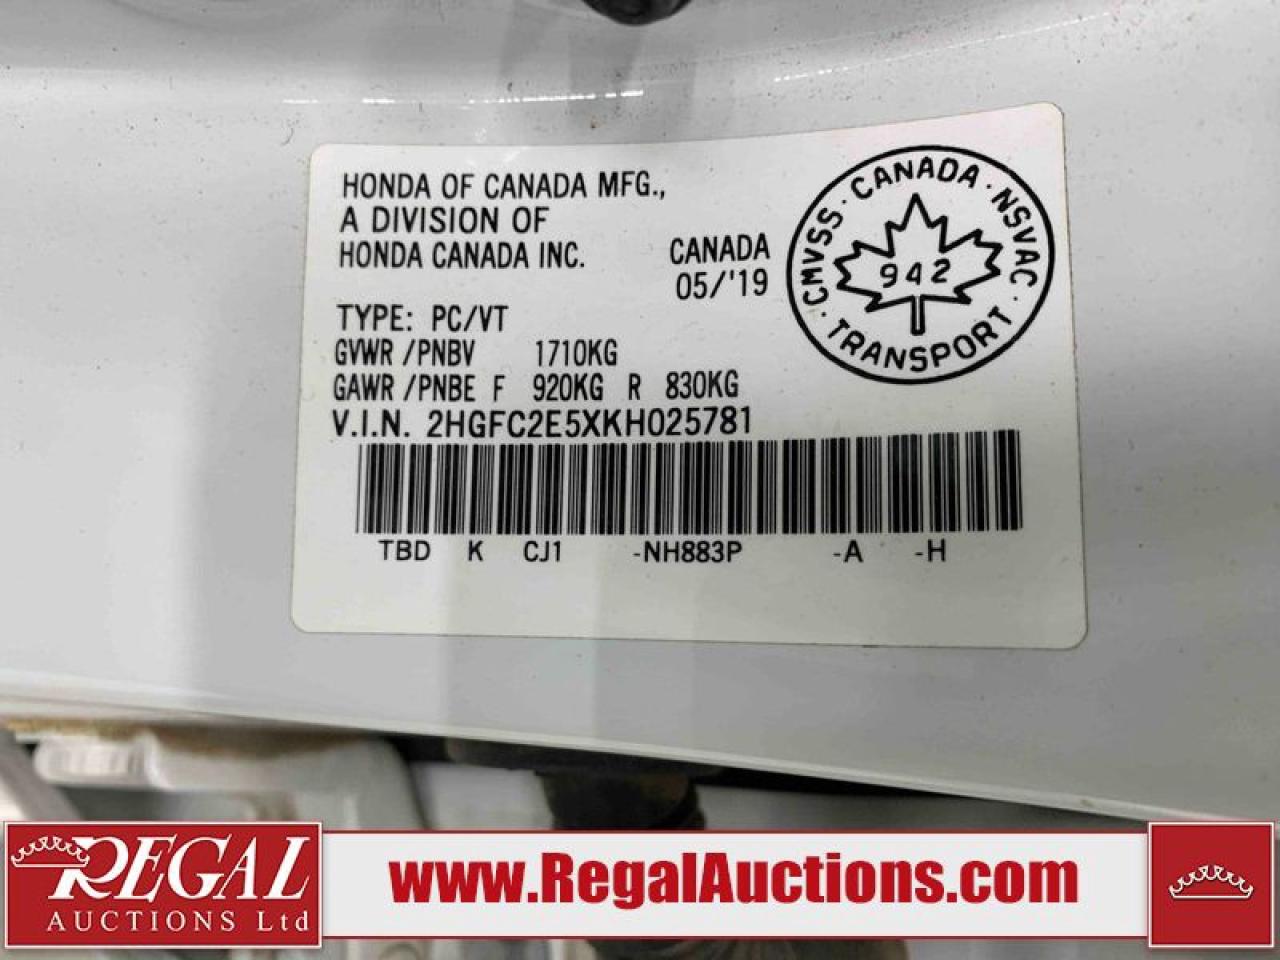 HONDA OF CANADA MFG.,
A DIVISION OF
HONDA CANADA INC.
CANADA
05/'19
CMVSS · CANADA · NSVAC · TRANSPORT ·
942
TYPE: PC/VT
GVWR /PNBV 1710KG
GAWR /PNBE F 920KG R 830KG
V.I.N. 2HGFC2E5XKH025781
TBD K CJ1 -NH883P -A -H
REGAL
AUCTIONS Ltd
www.RegalAuctions.com